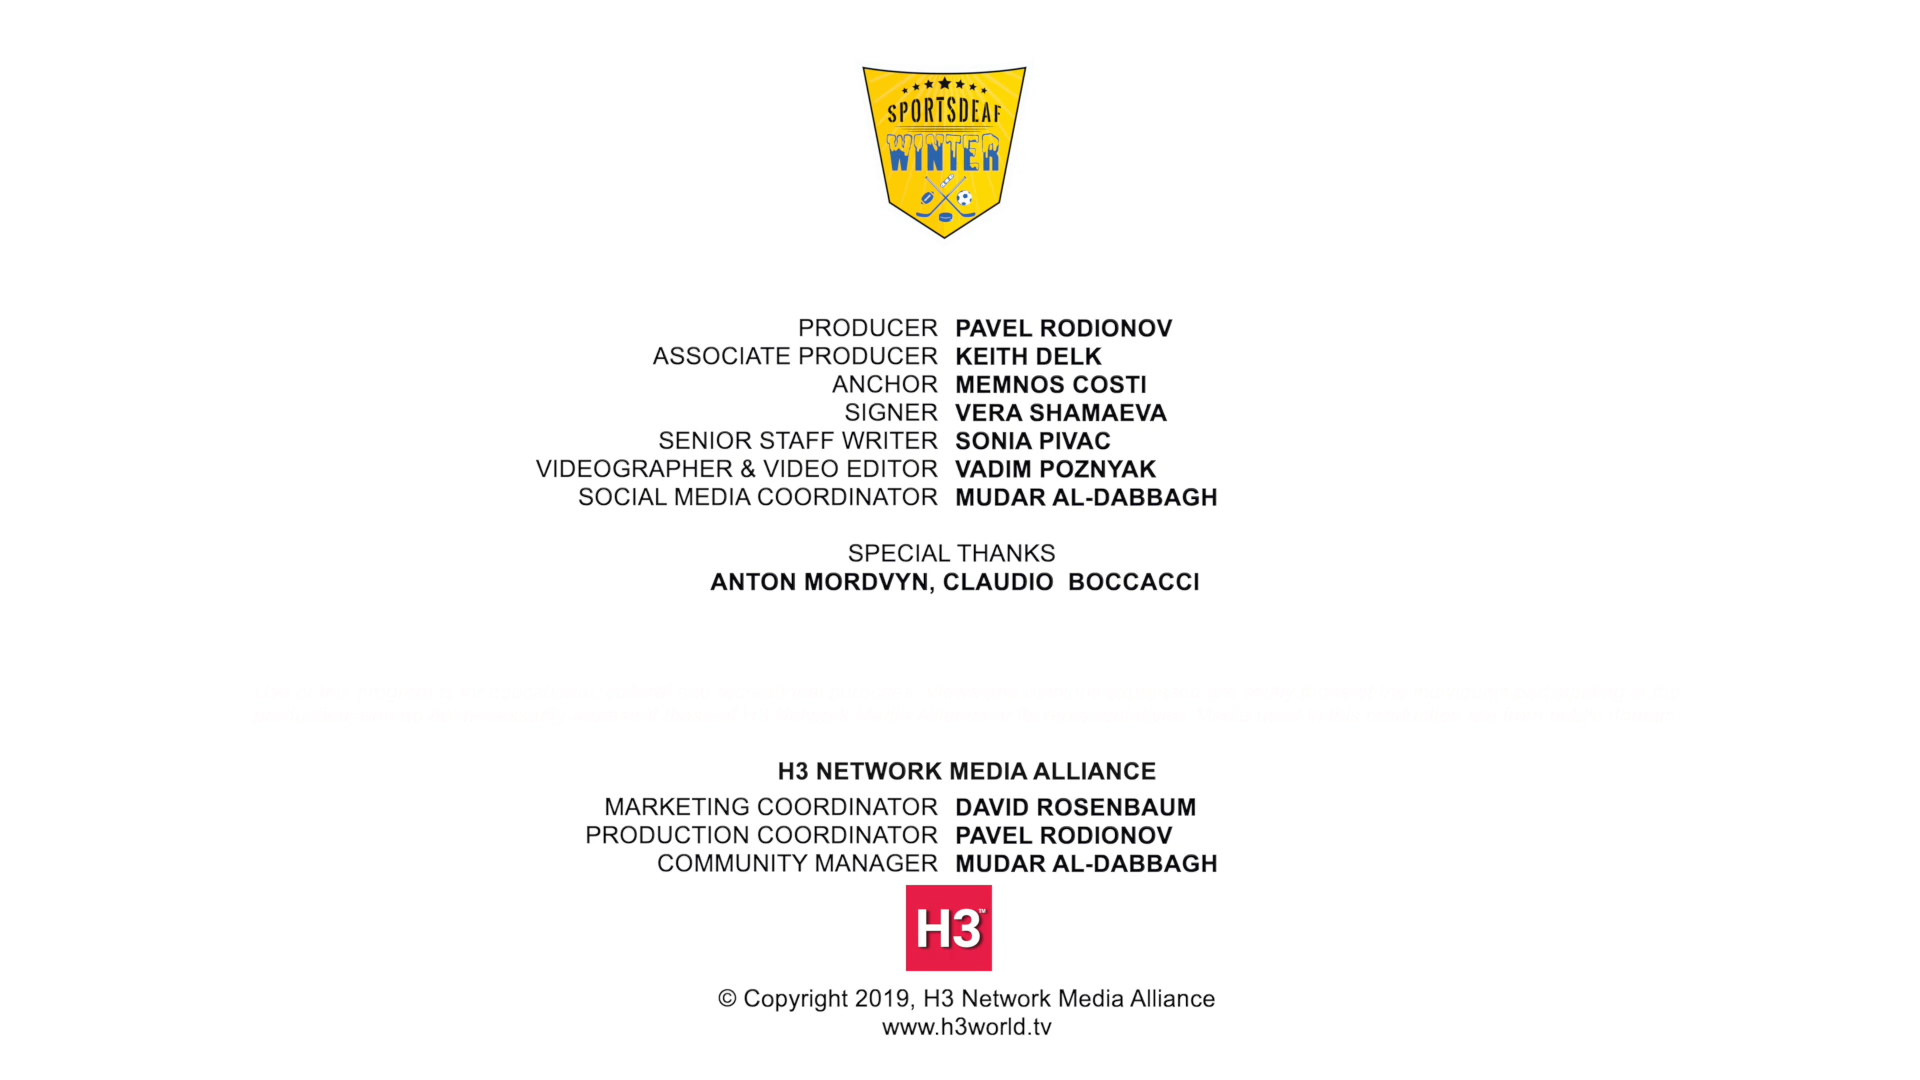 SPORTSDEAF
WINTER
PRODUCER PAVEL RODIONOV
ASSOCIATE PRODUCER KEITH DELK
ANCHOR MEMNOS COSTI
SIGNER VERA SHAMAEVA
SENIOR STAFF WRITER SONIA PIVAC
VIDEOGRAPHER & VIDEO EDITOR VADIM POZNYAK
SOCIAL MEDIA COORDINATOR MUDAR AL-DABBAGH
SPECIAL THANKS
ANTON MORDVYN, CLAUDIO BOCCACCI
H3 NETWORK MEDIA ALLIANCE
MARKETING COORDINATOR DAVID ROSENBAUM
PRODUCTION COORDINATOR PAVEL RODIONOV
COMMUNITY MANAGER MUDAR AL-DABBAGH
H3™
© Copyright 2019, H3 Network Media Alliance
www.h3world.tv